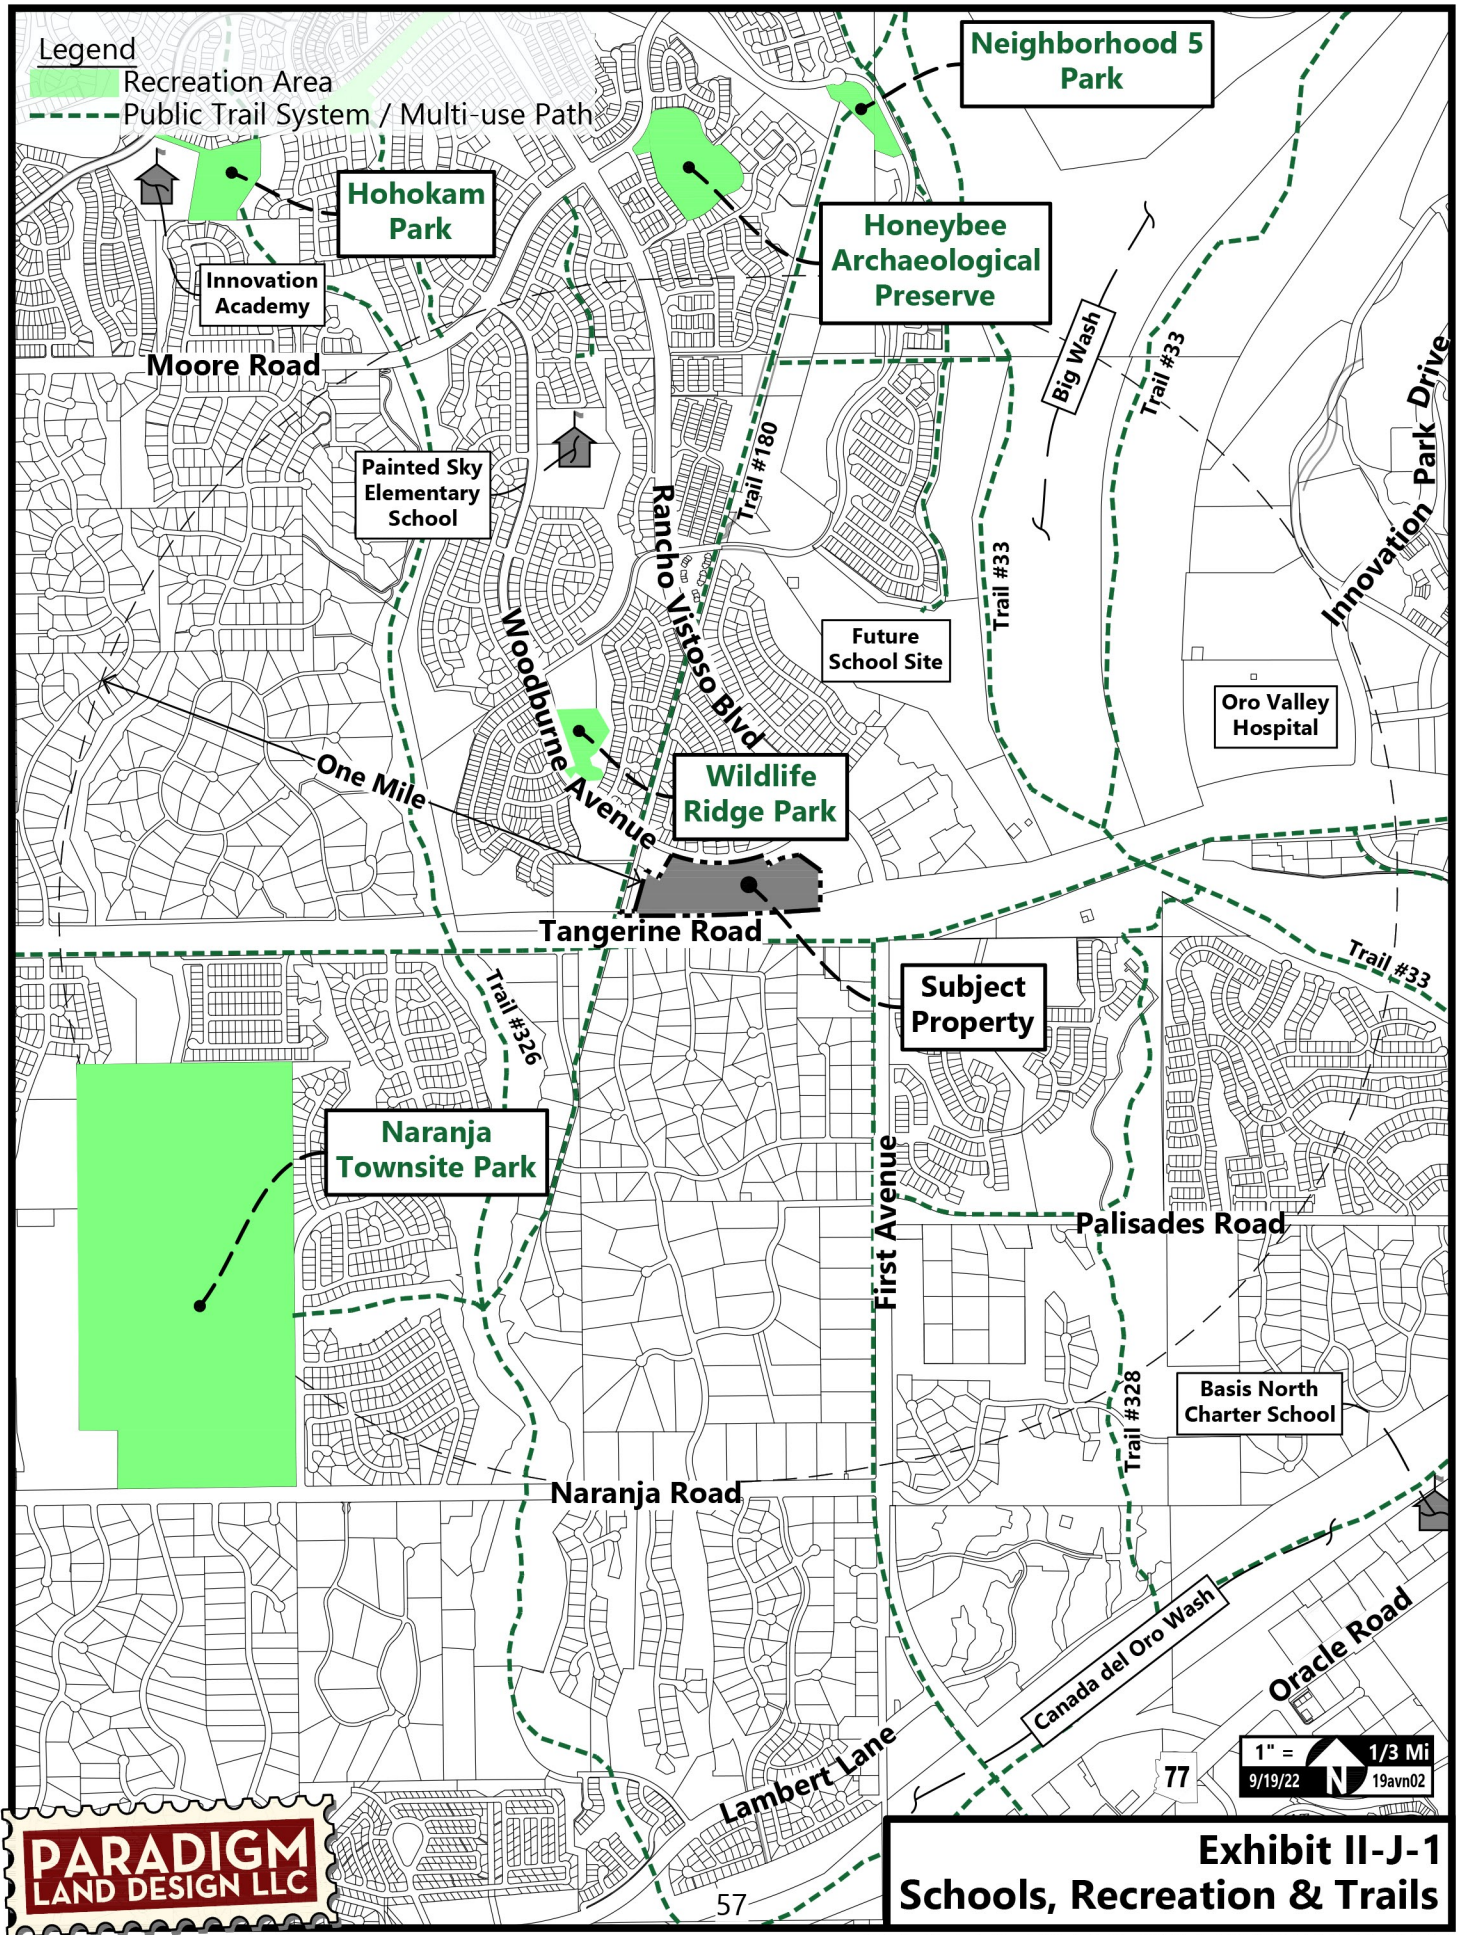 Legend
Recreation Area
Public Trail System / Multi-use Path
Neighborhood 5
Park
Hohokam
Park
Honeybee
Archaeological
Preserve
Innovation
Academy
Moore Road
Big Wash
Trail #33
Innovation Park Drive
Painted Sky
Elementary
School
Trail #180
Rancho Vistoso Blvd
Trail #33
Woodburne Avenue
Future
School Site
Oro Valley
Hospital
One Mile
Wildlife
Ridge Park
Tangerine Road
Trail #326
Subject
Property
Trail #33
Naranja
Townsite Park
First Avenue
Palisades Road
Trail #328
Basis North
Charter School
Naranja Road
Canada del Oro Wash
Oracle Road
Lambert Lane
77
1" = 1/3 Mi
9/19/22 N 19avn02
PARADIGM
LAND DESIGN LLC
57
Exhibit II-J-1
Schools, Recreation & Trails